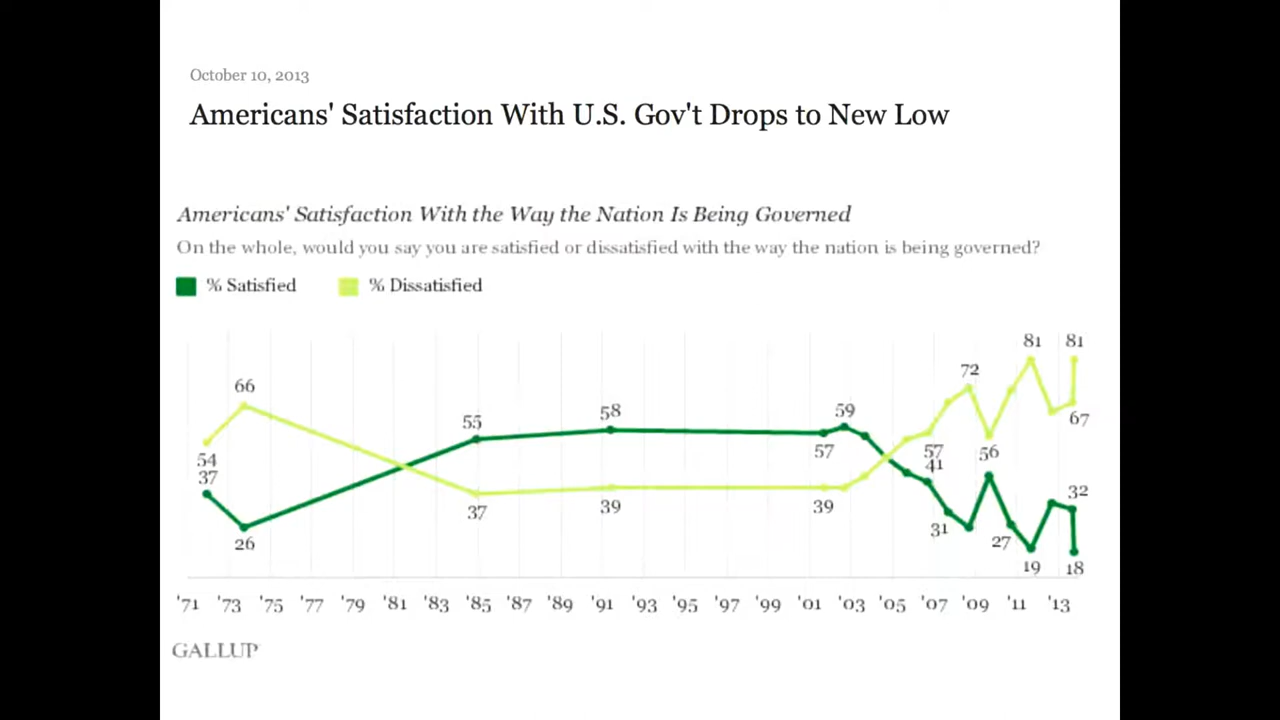 October 10, 2013
Americans' Satisfaction With U.S. Gov't Drops to New Low
Americans' Satisfaction With the Way the Nation Is Being Governed
On the whole, would you say you are satisfied or dissatisfied with the way the nation is being governed?
% Satisfied % Dissatisfied
81 81
72
66
59
58
55
67
57 57 56
54
41
37
32
39 39
37
31
27
26
19 18
'71 '73 '75 '77 '79 '81 '83 '85 '87 '89 '91 '93 '95 '97 '99 '01 '03 '05 '07 '09 '11 '13
GALLUP